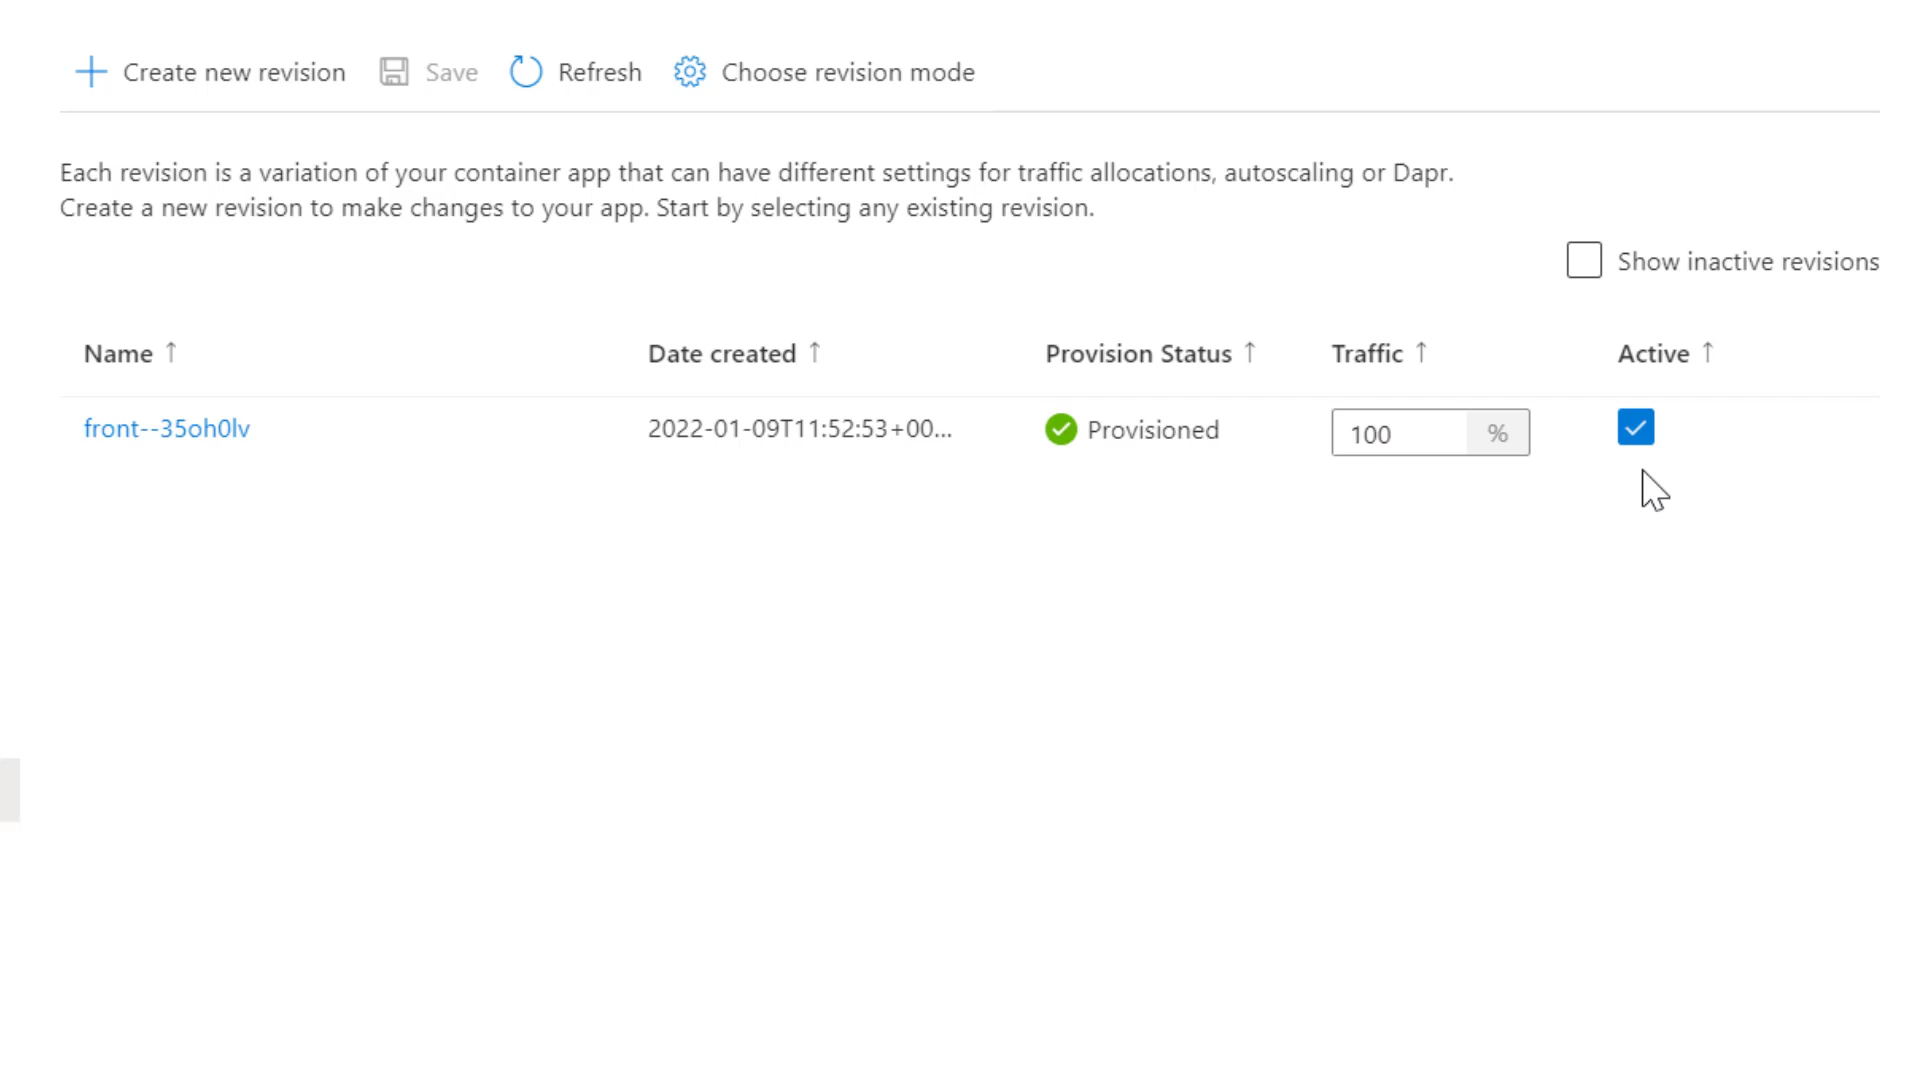 Create new revision Save Refresh Choose revision mode
Each revision is a variation of your container app that can have different settings for traffic allocations, autoscaling or Dapr.
Create a new revision to make changes to your app. Start by selecting any existing revision.
Show inactive revisions
Name ↑ Date created ↑ Provision Status ↑ Traffic ↑ Active ↑
front--35oh0lv 2022-01-09T11:52:53+00... Provisioned 100 %